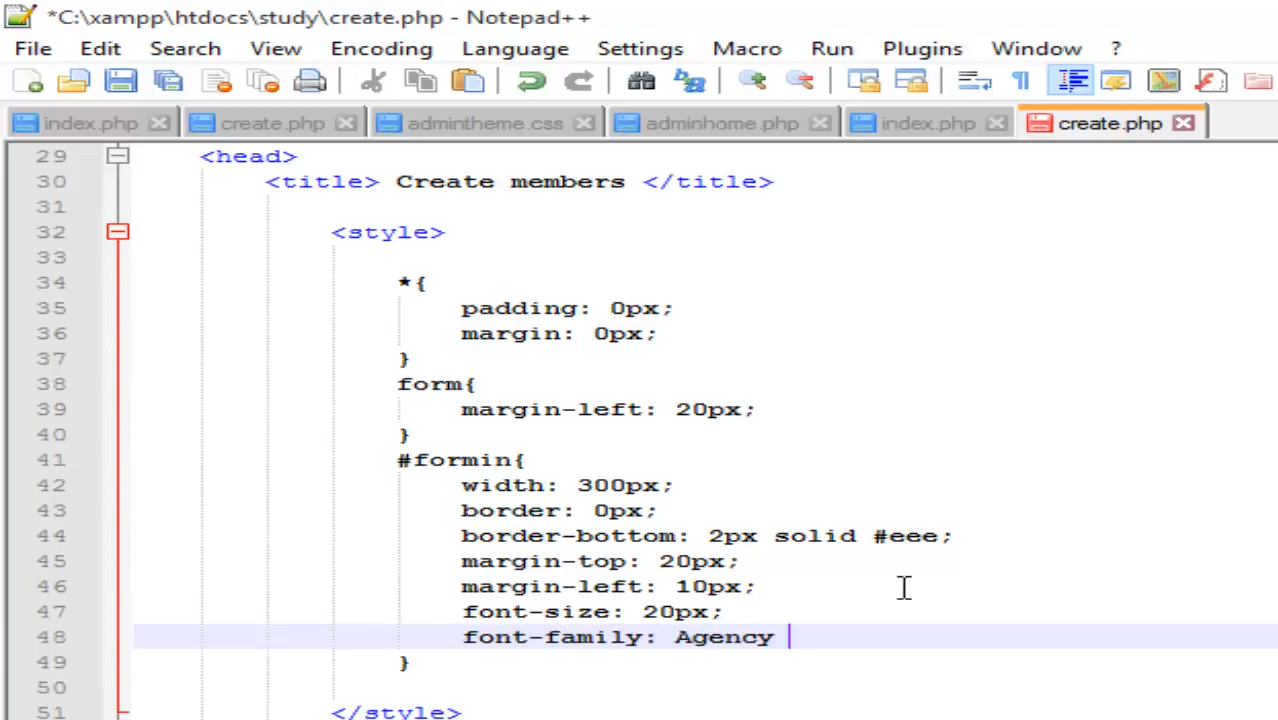 *C:\xampp\htdocs\study\create.php - Notepad++
File Edit Search View Encoding Language Settings Macro Run Plugins Window ?
index.php create.php admintheme.css adminhome.php index.php create.php
29 <head>
30 <title> Create members </title>
31
32 <style>
33
34 *{
35 padding: 0px;
36 margin: 0px;
37 }
38 form{
39 margin-left: 20px;
40 }
41 #formin{
42 width: 300px;
43 border: 0px;
44 border-bottom: 2px solid #eee;
45 margin-top: 20px;
46 margin-left: 10px;
47 font-size: 20px;
48 font-family: Agency
49 }
50
51 </style>